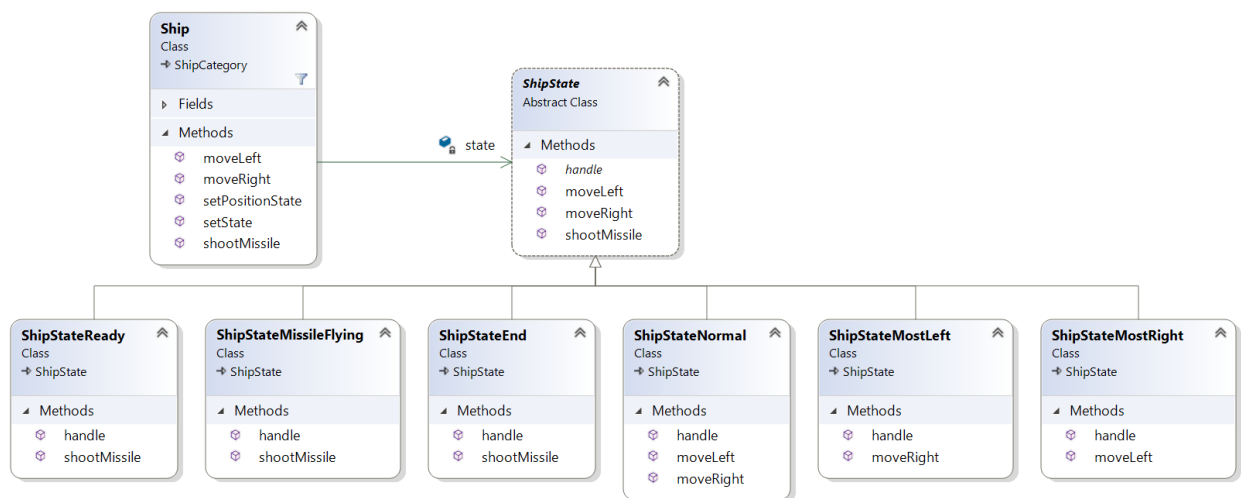 Ship
Class
ShipCategory
Fields
Methods
moveLeft
moveRight
setPositionState
setState
shootMissile
state
ShipState
Abstract Class
Methods
handle
moveLeft
moveRight
shootMissile
ShipStateReady
Class
ShipState
Methods
handle
shootMissile
ShipStateMissileFlying
Class
ShipState
Methods
handle
shootMissile
ShipStateEnd
Class
ShipState
Methods
handle
shootMissile
ShipStateNormal
Class
ShipState
Methods
handle
moveLeft
moveRight
ShipStateMostLeft
Class
ShipState
Methods
handle
moveRight
ShipStateMostRight
Class
ShipState
Methods
handle
moveLeft